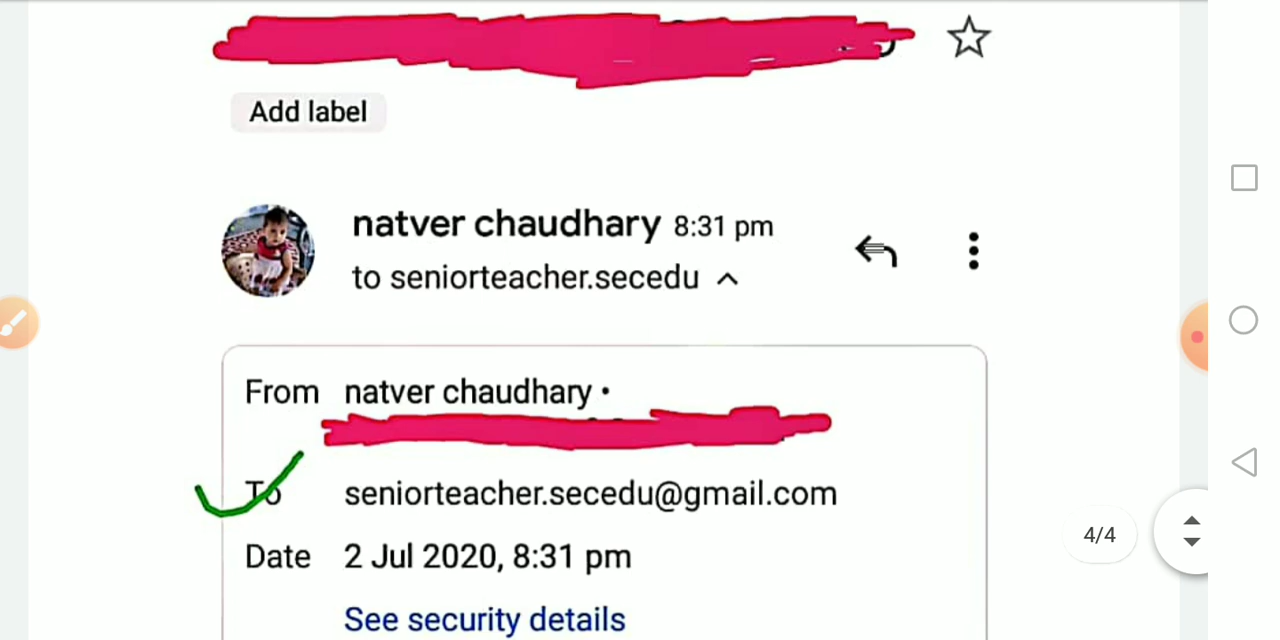 Add label
natver chaudhary 8:31 pm
to seniorteacher.secedu
From natver chaudhary •
To seniorteacher.secedu@gmail.com
Date 2 Jul 2020, 8:31 pm
4/4
See security details